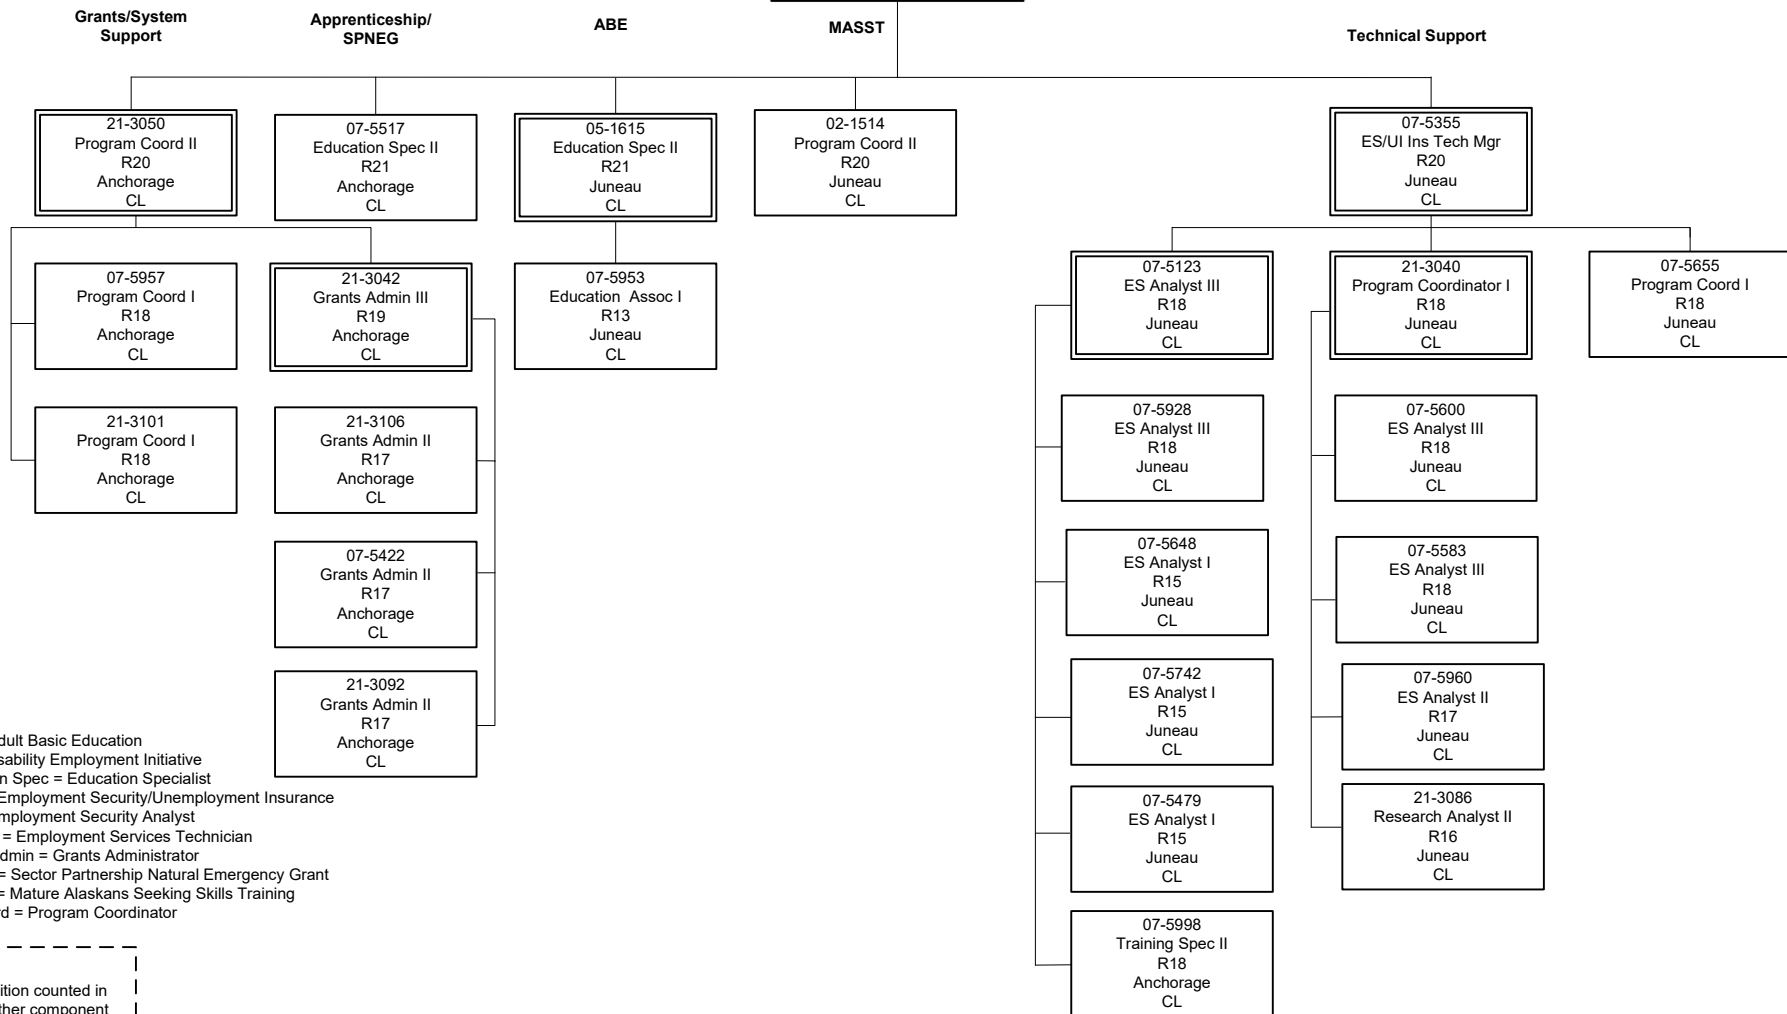 Grants/System
Support
Apprenticeship/
SPNEG
ABE
MASST
Technical Support
21-3050
Program Coord II
R20
Anchorage
CL
07-5517
Education Spec II
R21
Anchorage
CL
05-1615
Education Spec II
R21
Juneau
CL
02-1514
Program Coord II
R20
Juneau
CL
07-5355
ES/UI Ins Tech Mgr
R20
Juneau
CL
07-5957
Program Coord I
R18
Anchorage
CL
21-3042
Grants Admin III
R19
Anchorage
CL
07-5953
Education  Assoc I
R13
Juneau
CL
07-5123
ES Analyst III
R18
Juneau
CL
21-3040
Program Coordinator I
R18
Juneau
CL
07-5655
Program Coord I
R18
Juneau
CL
21-3101
Program Coord I
R18
Anchorage
CL
21-3106
Grants Admin II
R17
Anchorage
CL
07-5928
ES Analyst III
R18
Juneau
CL
07-5600
ES Analyst III
R18
Juneau
CL
07-5422
Grants Admin II
R17
Anchorage
CL
07-5648
ES Analyst I
R15
Juneau
CL
07-5583
ES Analyst III
R18
Juneau
CL
21-3092
Grants Admin II
R17
Anchorage
CL
07-5742
ES Analyst I
R15
Juneau
CL
07-5960
ES Analyst II
R17
Juneau
CL
07-5479
ES Analyst I
R15
Juneau
CL
21-3086
Research Analyst II
R16
Juneau
CL
07-5998
Training Spec II
R18
Anchorage
CL
dult Basic Education
sability Employment Initiative
n Spec = Education Specialist
Employment Security/Unemployment Insurance
mployment Security Analyst
= Employment Services Technician
dmin = Grants Administrator
= Sector Partnership Natural Emergency Grant
= Mature Alaskans Seeking Skills Training
rd = Program Coordinator
ition counted in
ther component